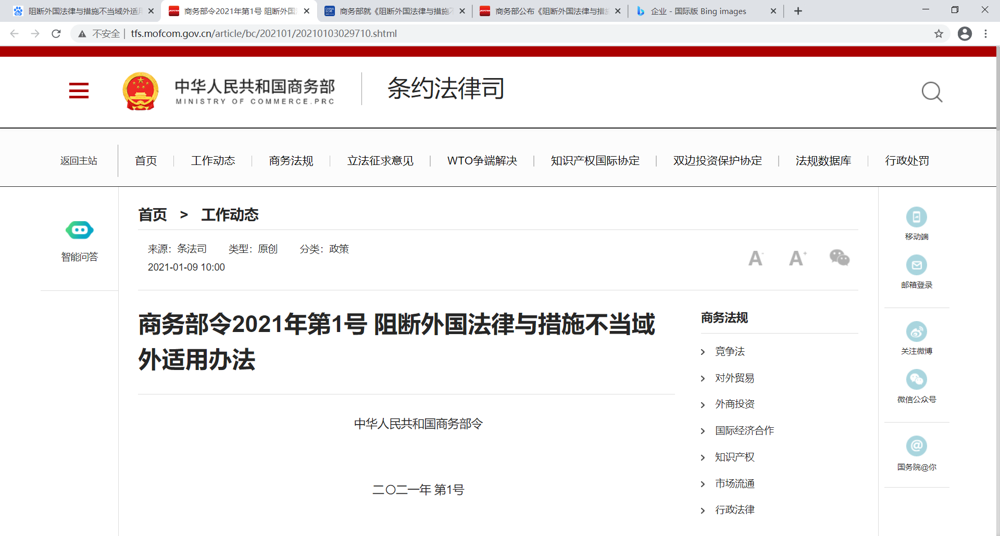 阻断外国法律与措施不当域外适用
商务部令2021年第1号 阻断外国
商务部就《阻断外国法律与措施不
商务部公布《阻断外国法律与措施
企业 - 国际版 Bing images
不安全 | tfs.mofcom.gov.cn/article/bc/202101/20210103029710.shtml
中华人民共和国商务部
MINISTRY OF COMMERCE.PRC
条约法律司
返回主站
首页
工作动态
商务法规
立法征求意见
WTO争端解决
知识产权国际协定
双边投资保护协定
法规数据库
行政处罚
智能问答
首页 > 工作动态
来源：条法司 类型：原创 分类：政策
2021-01-09 10:00
A-
A+
商务部令2021年第1号 阻断外国法律与措施不当域
外适用办法
中华人民共和国商务部令
二〇二一年 第1号
商务法规
竞争法
对外贸易
外商投资
国际经济合作
知识产权
市场流通
行政法律
移动端
邮箱登录
关注微博
微信公众号
国务院@你